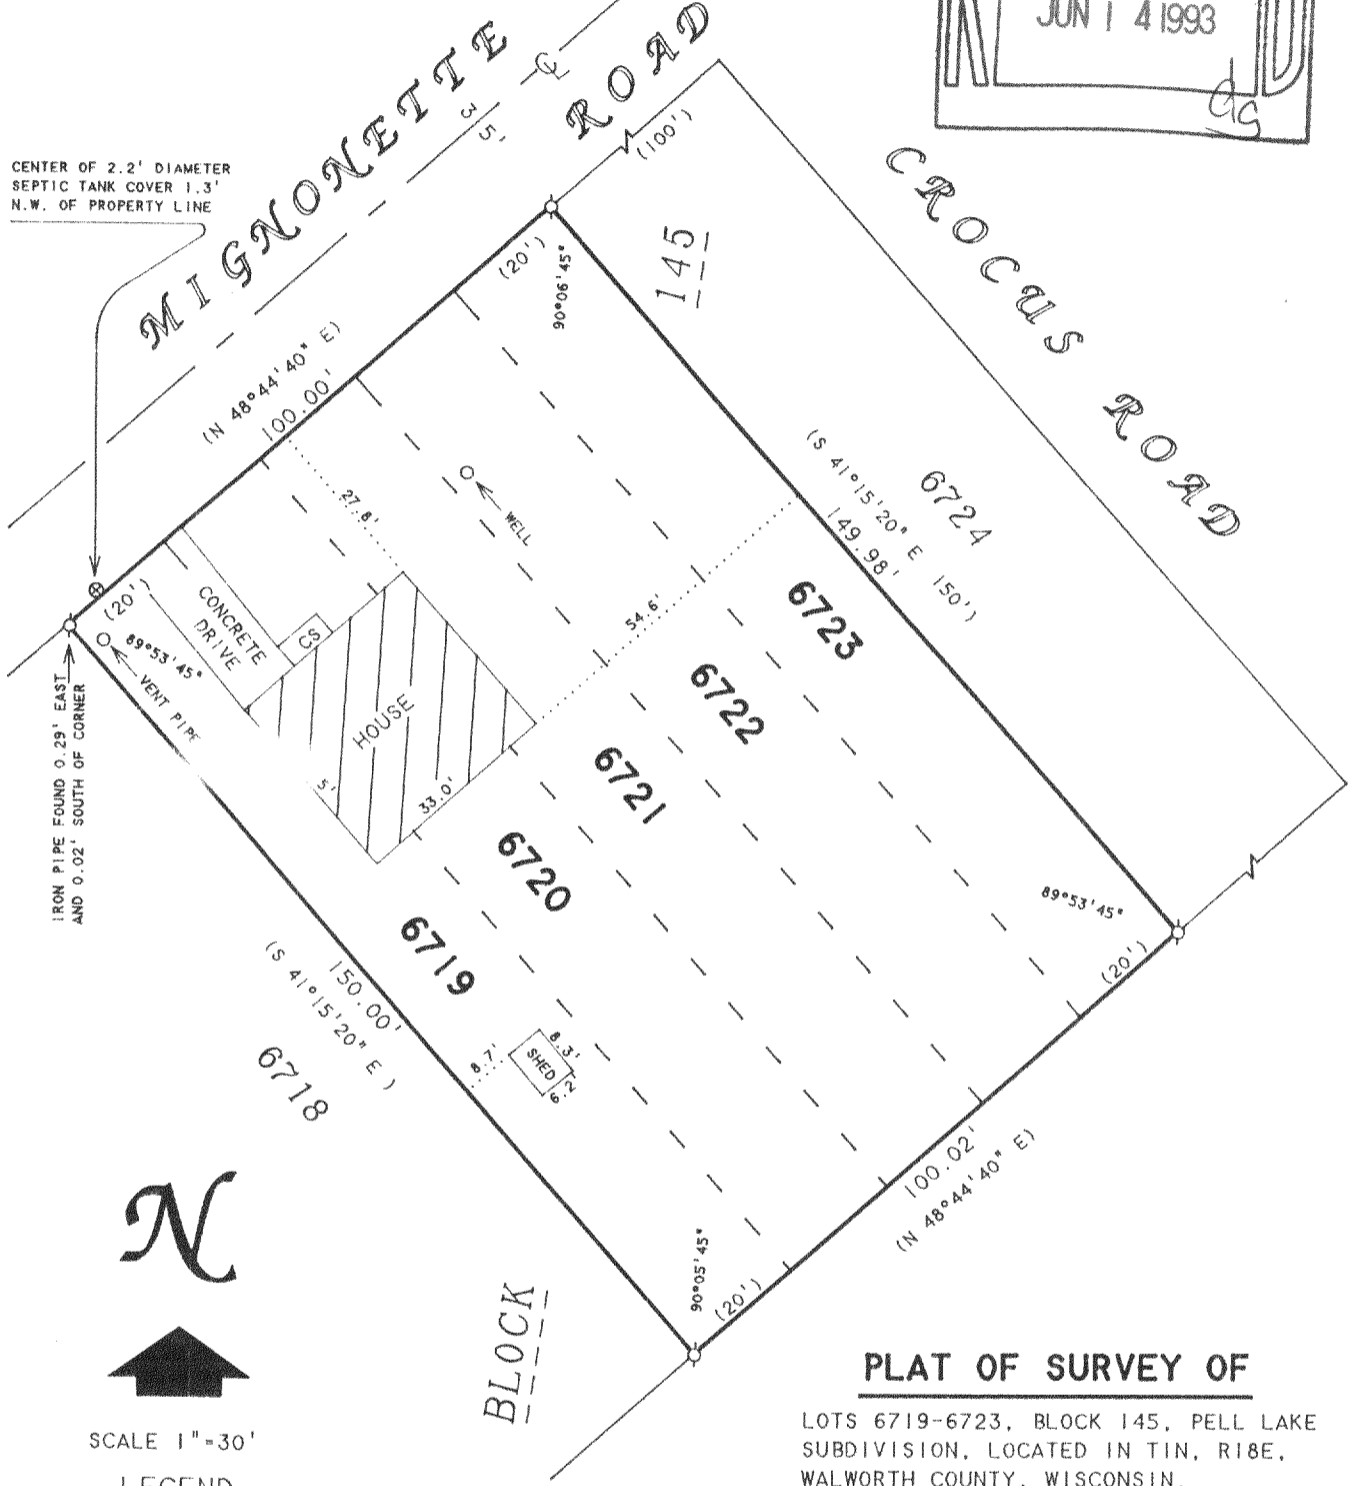 JUN 14 1993
MIGNONETTE ROAD
35'
(100')
CENTER OF 2.2' DIAMETER
SEPTIC TANK COVER 1.3'
N.W. OF PROPERTY LINE
CROCUS ROAD
145
(20')
90°06'45"
(N 48°44'40" E)
100.00'
27.8'
WELL
(S 41°15'20" E 150')
149.98'
6724
(20')
CONCRETE
DRIVE
CS
89°53'45"
VENT PIPE
HOUSE
54.6'
5'
33.0'
IRON PIPE FOUND 0.29' EAST
AND 0.02' SOUTH OF CORNER
6723
6722
6721
6720
6719
89°53'45"
(20')
150.00'
(S 41°15'20" E )
6718
8.7'
8.3'
SHED
6.2'
100.02'
(N 48°44'40" E)
90°05'45"
(20')
BLOCK
N
SCALE 1"=30'
LEGEND
PLAT OF SURVEY OF
LOTS 6719-6723, BLOCK 145, PELL LAKE
SUBDIVISION, LOCATED IN T1N, R18E,
WALWORTH COUNTY, WISCONSIN.